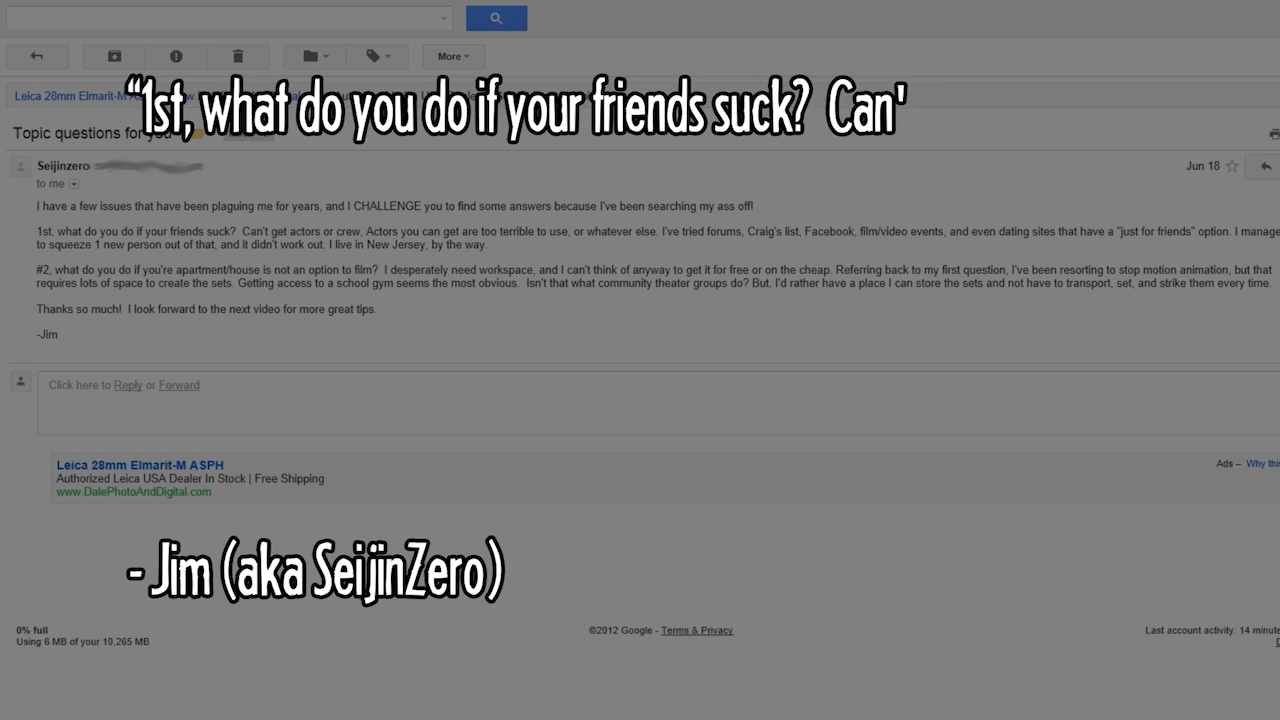 “1st, what do you do if your friends suck?  Can'
More
Leica 28mm Elmarit-M
Topic questions for you
Seijinzero
Jun 18
to me
I have a few issues that have been plaguing me for years, and I CHALLENGE you to find some answers because I've been searching my ass off!
1st, what do you do if your friends suck?  Can't get actors or crew, Actors you can get are too terrible to use, or whatever else. I've tried forums, Craig's list, Facebook, film/video events, and even dating sites that have a "just for friends" option. I manage
to squeeze 1 new person out of that, and it didn't work out. I live in New Jersey, by the way.
#2, what do you do if you're apartment/house is not an option to film?  I desperately need workspace, and I can't think of anyway to get it for free or on the cheap. Referring back to my first question, I've been resorting to stop motion animation, but that
requires lots of space to create the sets. Getting access to a school gym seems the most obvious.  Isn't that what community theater groups do? But, I'd rather have a place I can store the sets and not have to transport, set, and strike them every time.
Thanks so much!  I look forward to the next video for more great tips.
-Jim
Click here to Reply or Forward
Leica 28mm Elmarit-M ASPH
Ads – Why this
Authorized Leica USA Dealer In Stock | Free Shipping
www.DalePhotoAndDigital.com
- Jim (aka SeijinZero)
0% full
Using 6 MB of your 10,265 MB
©2012 Google - Terms & Privacy
Last account activity: 14 minute